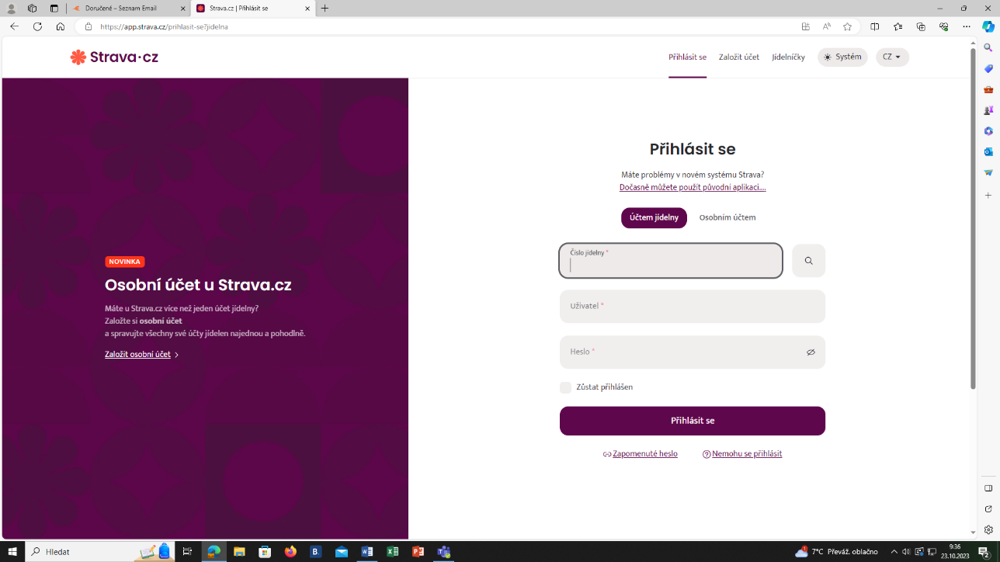 Doručené – Seznam Email
Strava.cz | Přihlásit se
https://app.strava.cz/prihlasit-se?jidelna
Strava·cz
Přihlásit se
Založit účet
Jídelníčky
Systém
CZ
NOVINKA
Osobní účet u Strava.cz
Máte u Strava.cz více než jeden účet jídelny?
Založte si osobní účet
a spravujte všechny své účty jídelen najednou a pohodlně.
Založit osobní účet
Přihlásit se
Máte problémy v novém systému Strava?
Dočasně můžete použít původní aplikaci....
Účtem jídelny
Osobním účtem
Číslo jídelny *
Uživatel *
Heslo *
Zůstat přihlášen
Přihlásit se
Zapomenuté heslo
Nemohu se přihlásit
Hledat
7°C Převáž. oblačno
9:36
23.10.2023